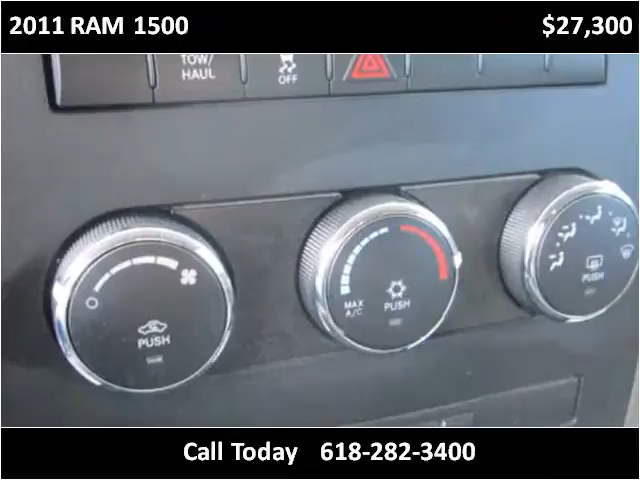 2011 RAM 1500 $27,300
TOW/
HAUL
OFF
MAX
A/C
PUSH
PUSH
PUSH
Call Today 618-282-3400